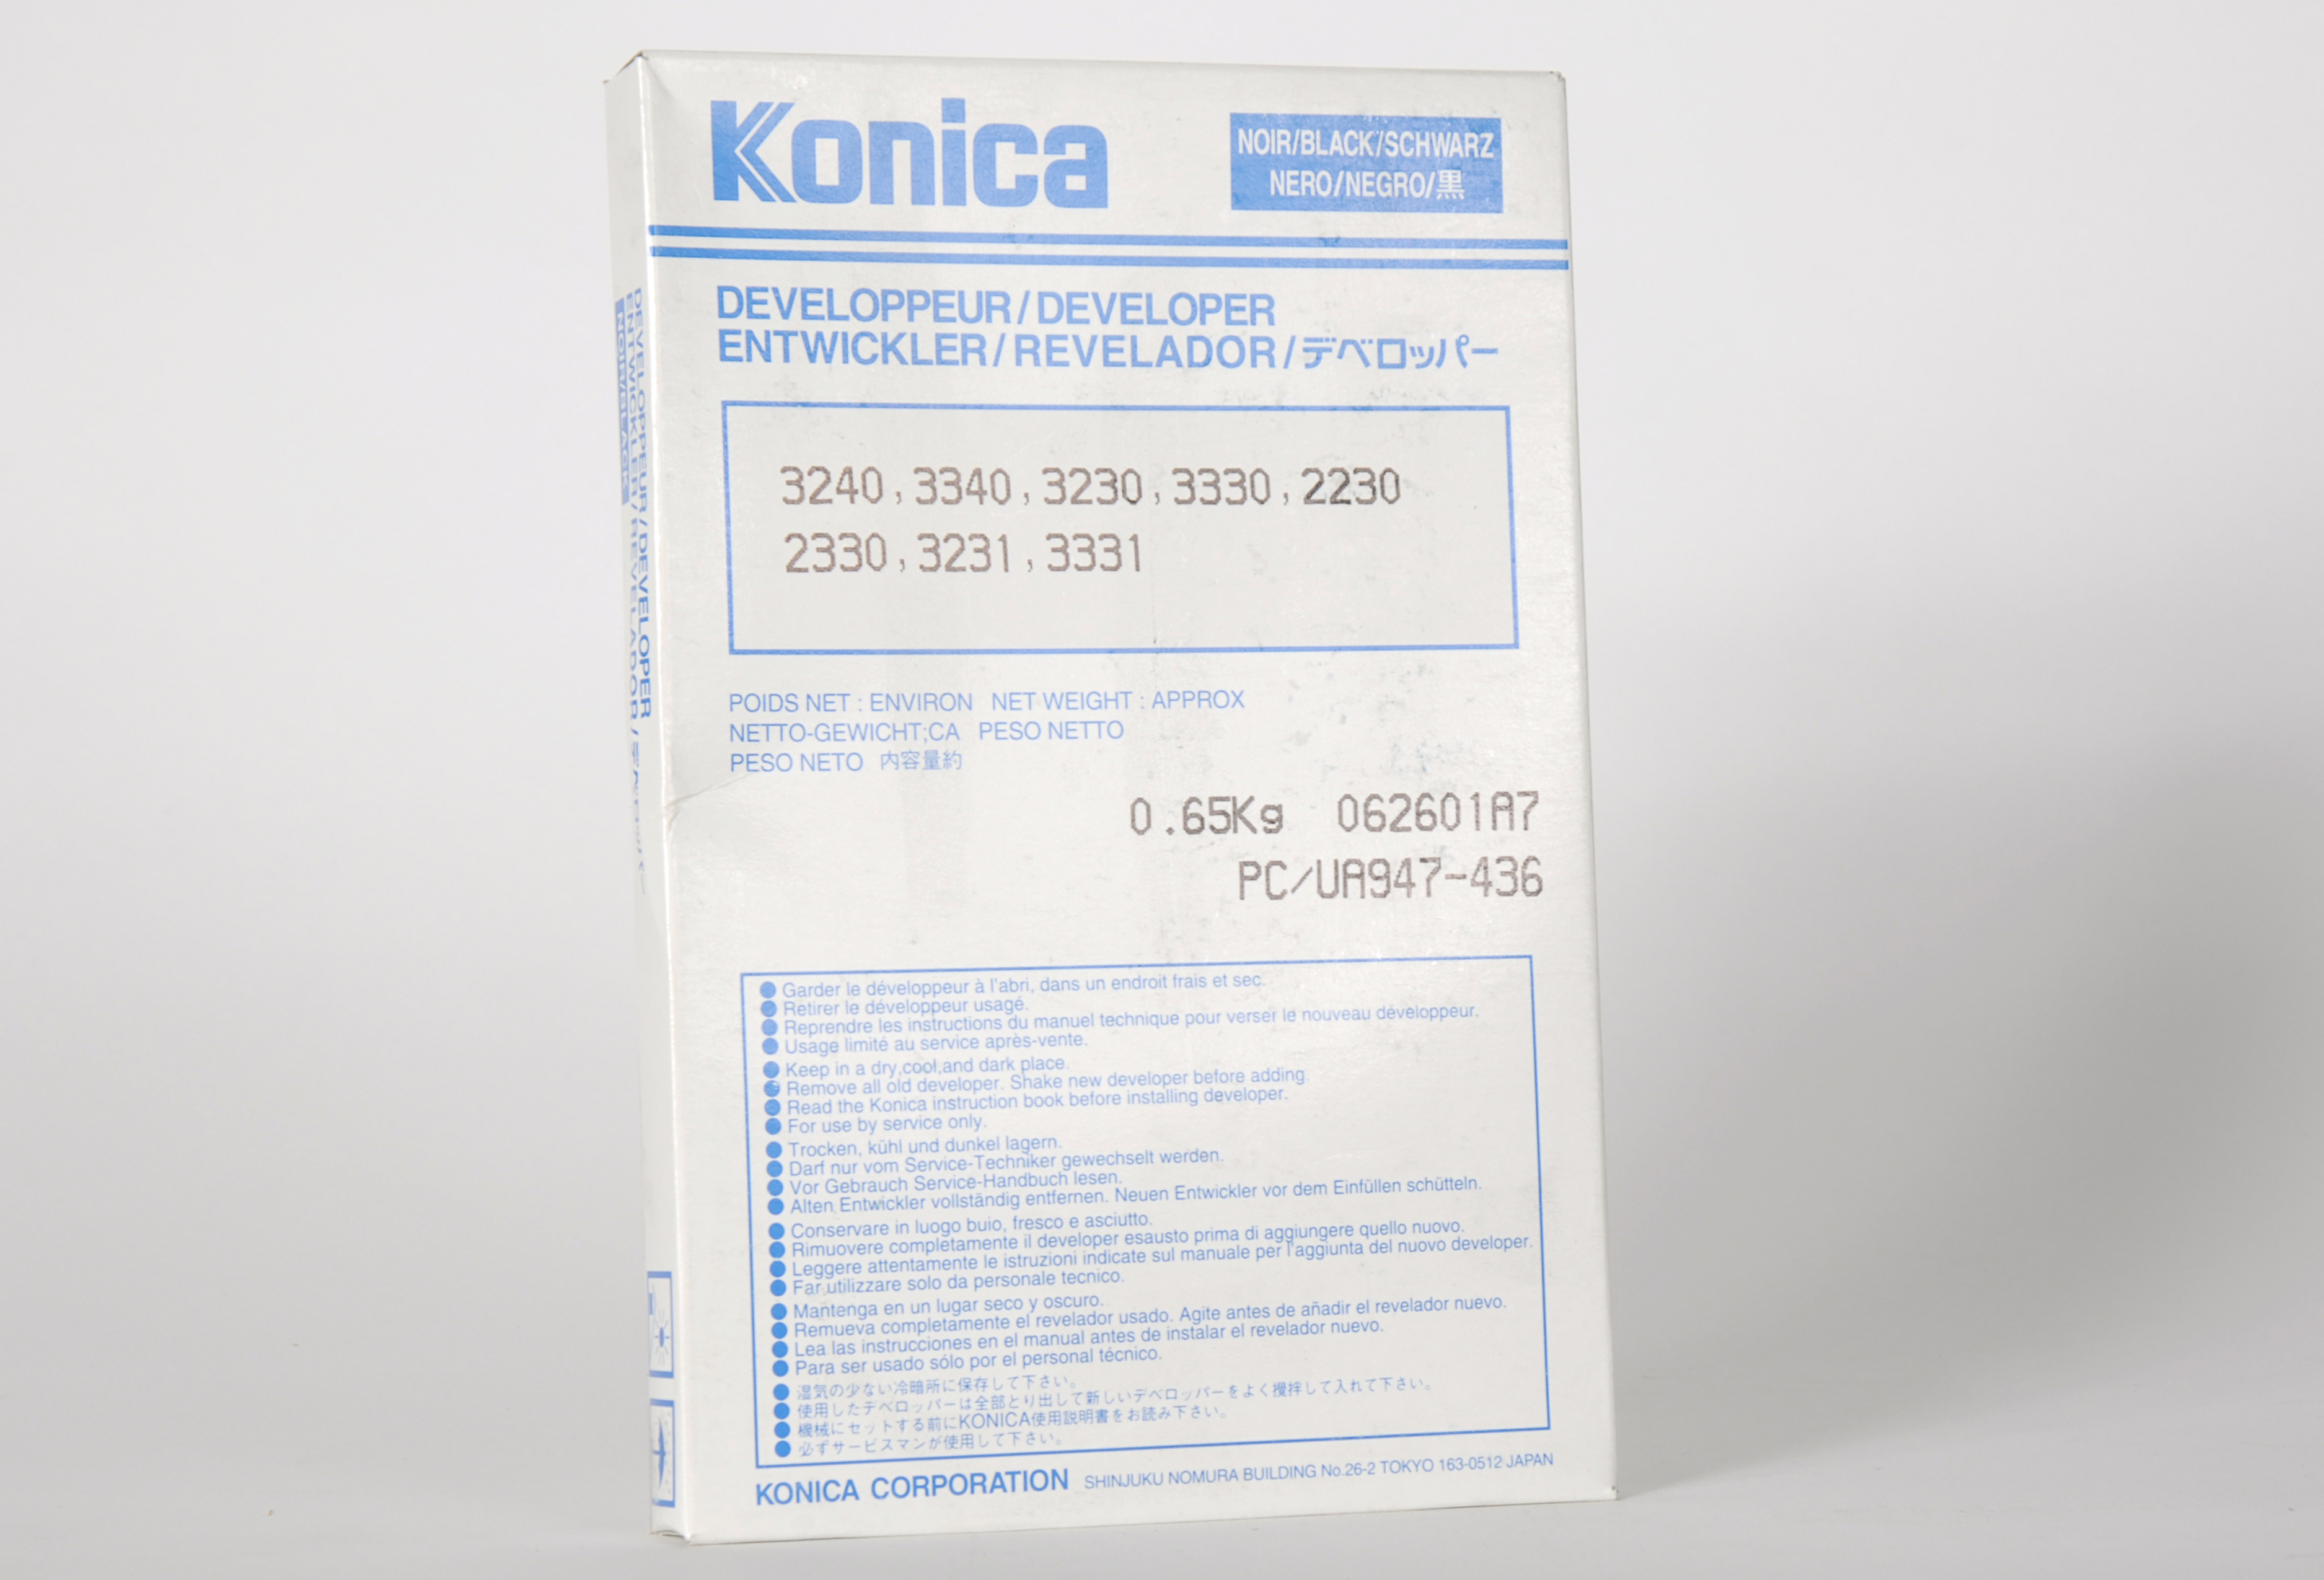 Konica
NOIR/BLACK/SCHWARZ
NERO/NEGRO/黒
DEVELOPPEUR/DEVELOPER
ENTWICKLER/REVELADOR/デベロッパー
3240,3340,3230,3330,2230
2330,3231,3331
POIDS NET : ENVIRON NET WEIGHT : APPROX
NETTO-GEWICHT;CA PESO NETTO
PESO NETO 内容量約
0.65Kg 062601A7
PC/UA947-436
● Garder le développeur à l'abri, dans un endroit frais et sec.
● Retirer le développeur usagé.
● Reprendre les instructions du manuel technique pour verser le nouveau développeur.
● Usage limité au service après-vente.
● Keep in a dry,cool,and dark place.
● Remove all old developer. Shake new developer before adding.
● Read the Konica instruction book before installing developer.
● For use by service only.
● Trocken, kühl und dunkel lagern.
● Darf nur vom Service-Techniker gewechselt werden.
● Vor Gebrauch Service-Handbuch lesen.
● Alten Entwickler vollständig entfernen. Neuen Entwickler vor dem Einfüllen schütteln.
● Conservare in luogo buio, fresco e asciutto.
● Rimuovere completamente il developer esausto prima di aggiungere quello nuovo.
● Leggere attentamente le istruzioni indicate sul manuale per l'aggiunta del nuovo developer.
● Far utilizzare solo da personale tecnico.
● Mantenga en un lugar seco y oscuro.
● Remueva completamente el revelador usado. Agite antes de añadir el revelador nuevo.
● Lea las instrucciones en el manual antes de instalar el revelador nuevo.
● Para ser usado sólo por el personal técnico.
● 湿気の少ない冷暗所に保存して下さい。
● 使用したデベロッパーは全部とり出して新しいデベロッパーをよく攪拌して入れて下さい。
● 機械にセットする前にKONICA使用説明書をお読み下さい。
● 必ずサービスマンが使用して下さい。
KONICA CORPORATION SHINJUKU NOMURA BUILDING No.26-2 TOKYO 163-0512 JAPAN
DEVELOPPEUR/DEVELOPER
ENTWICKLER/REVELADOR/デベロッパー
NOIR/BLACK